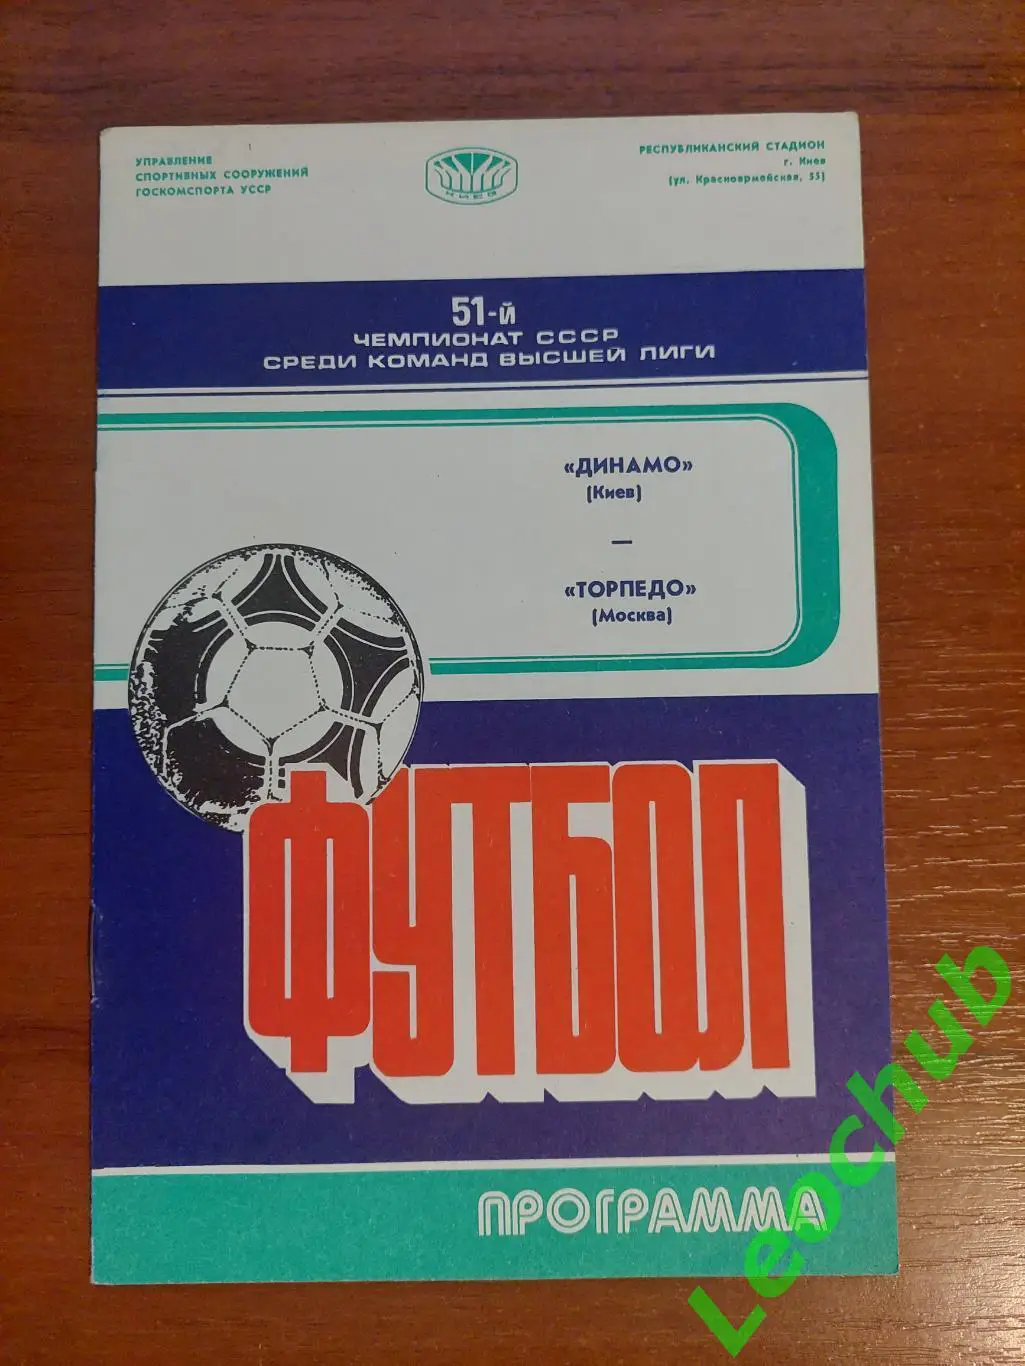 УПРАВЛЕНИЕ
СПОРТИВНЫХ СООРУЖЕНИЙ
ГОСКОМСПОРТА УССР
КИЕВ
РЕСПУБЛИКАНСКИЙ СТАДИОН
г. Киев
(ул. Красноармейская, 55)
51-й
ЧЕМПИОНАТ СССР
СРЕДИ КОМАНД ВЫСШЕЙ ЛИГИ
«ДИНАМО»
(Киев)
—
«ТОРПЕДО»
(Москва)
ФУТБОЛ
ПРОГРАММА
Leochub